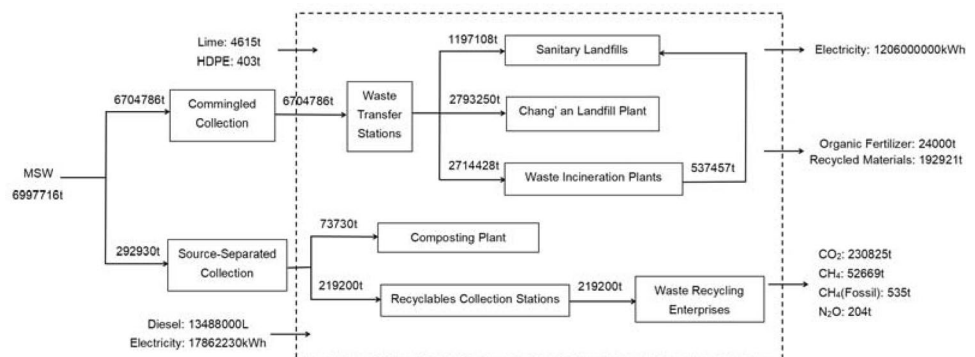 Lime: 4615t
HDPE: 403t
1197108t
Sanitary Landfills
Electricity: 1206000000kWh
6704786t
Commingled
Collection
6704786t
Waste
Transfer
Stations
2793250t
Chang' an Landfill Plant
Organic Fertilizer: 24000t
Recycled Materials: 192921t
MSW
6997716t
2714428t
Waste Incineration Plants
537457t
292930t
Source-Separated
Collection
73730t
Composting Plant
219200t
Recyclables Collection Stations
219200t
Waste Recycling
Enterprises
CO₂: 230825t
CH₄: 52669t
CH₄(Fossil): 535t
N₂O: 204t
Diesel: 13488000L
Electricity: 17862230kWh